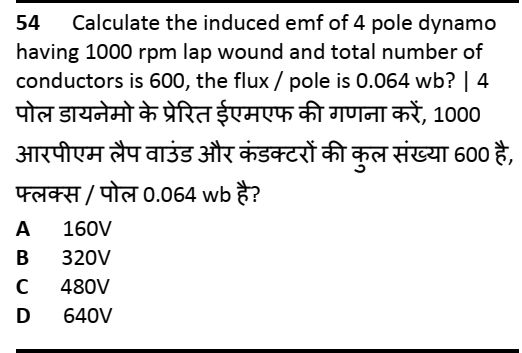 54 Calculate the induced emf of 4 pole dynamo
having 1000 rpm lap wound and total number of
conductors is 600, the flux / pole is 0.064 wb? | 4
पोल डायनेमो के प्रेरित ईएमएफ की गणना करें, 1000
आरपीएम लैप वाउंड और कंडक्टरों की कुल संख्या 600 है,
फ्लक्स / पोल 0.064 wb है?
A 160V
B 320V
C 480V
D 640V